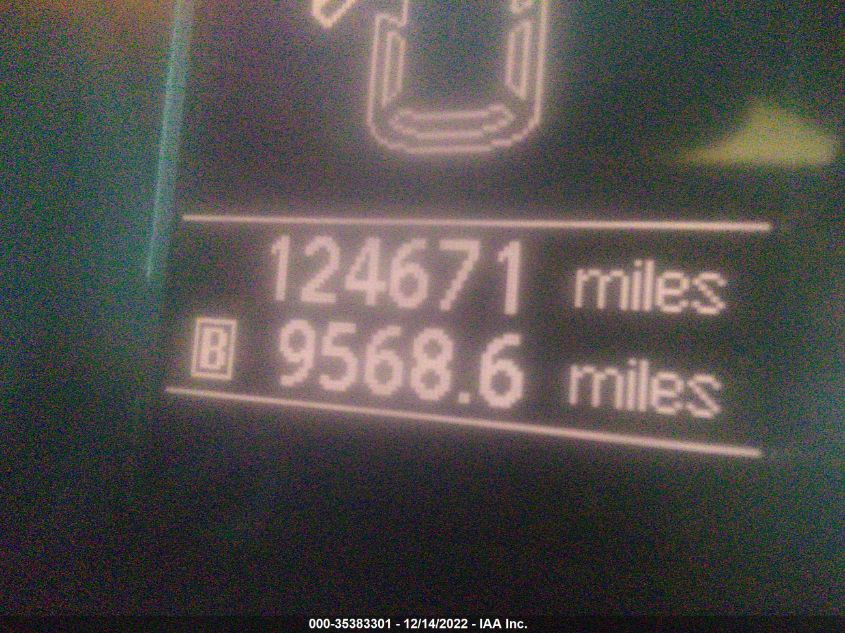 124671 miles
B 9568.6 miles
000-35383301 - 12/14/2022 - IAA Inc.